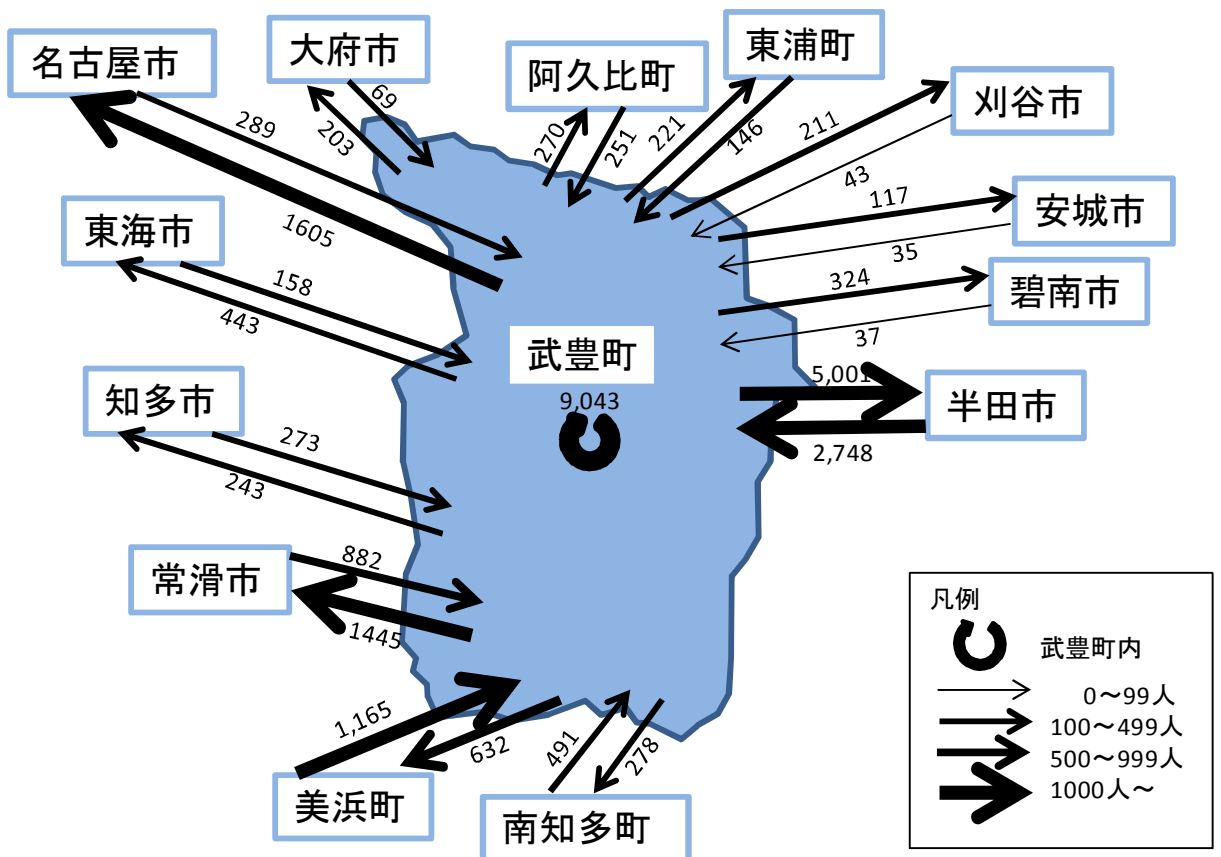 名古屋市
大府市
阿久比町
東浦町
刈谷市
69
203
289
1605
270
251
221
146
211
43
117
安城市
35
東海市
158
443
324
碧南市
37
武豊町
9,043
5,001
半田市
2,748
知多市
273
243
常滑市
882
1445
1,165
632
491
278
美浜町
南知多町
凡例
武豊町内
0～99人
100～499人
500～999人
1000人～